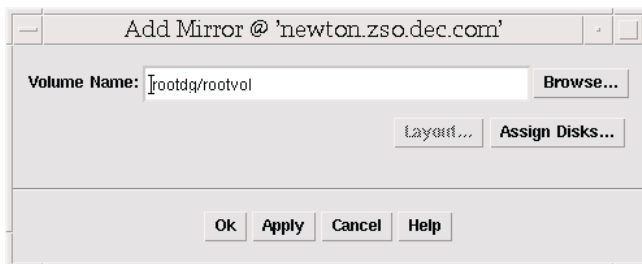 Add Mirror @ 'newton.zso.dec.com'
Volume Name: rootdg/rootvol Browse...
Layout... Assign Disks...
Ok Apply Cancel Help